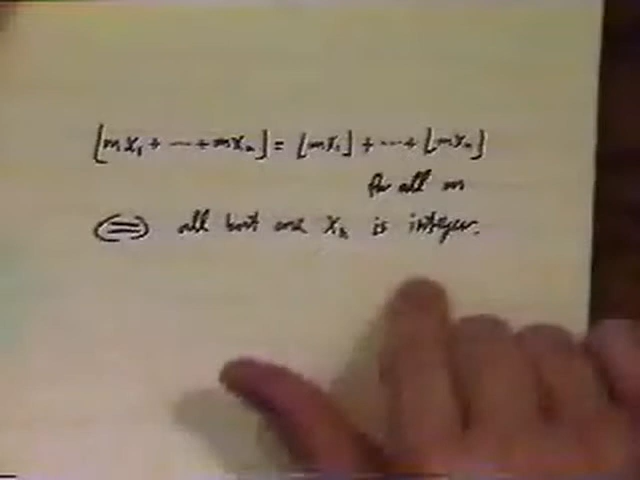 ⌊mx₁ + ⋯ + mxₙ⌋ = ⌊mx₁⌋ + ⋯ + ⌊mxₙ⌋
for all m
⟺ all but one xₖ is integer.